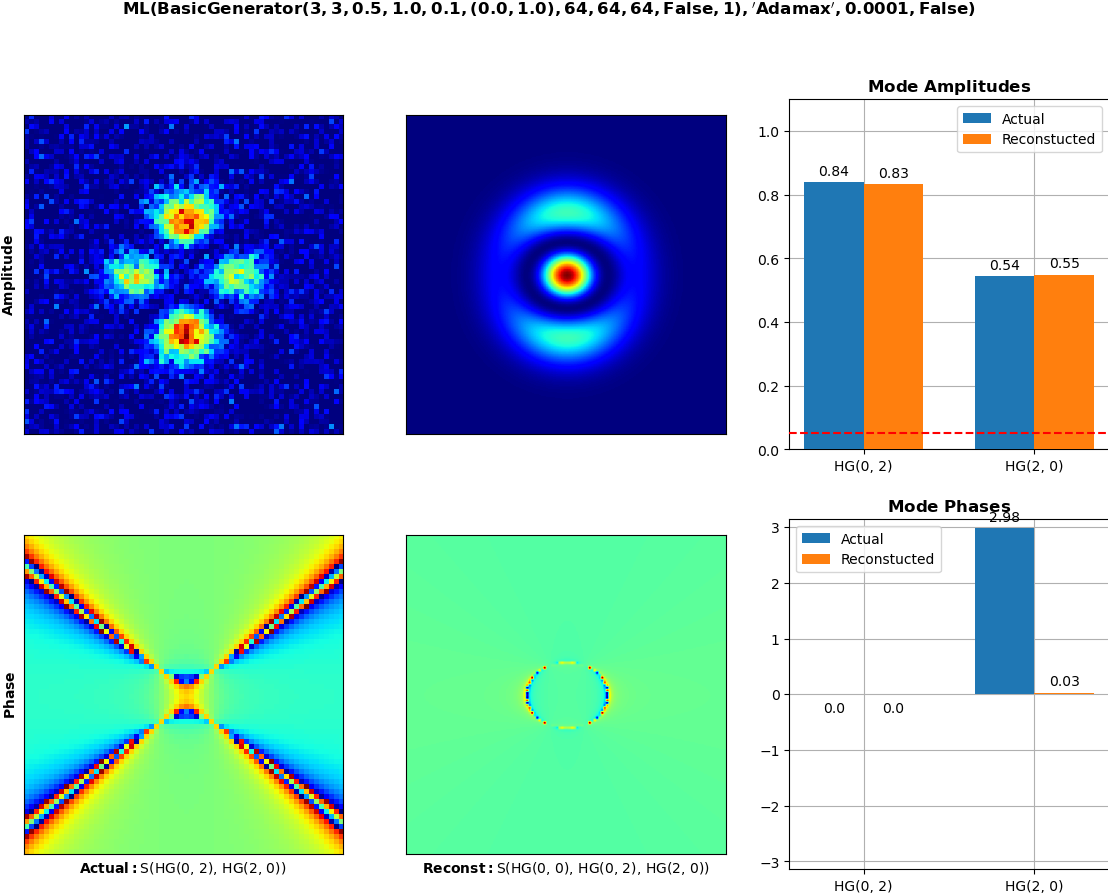 ML(BasicGenerator(3, 3, 0.5, 1.0, 0.1, (0.0, 1.0), 64, 64, 64, False, 1), 'Adamax', 0.0001, False)
Amplitude
Mode Amplitudes
Actual
Reconstucted
1.0
0.8
0.6
0.4
0.2
0.0
0.84
0.83
0.54
0.55
HG(0, 2)
HG(2, 0)
Phase
Actual: S(HG(0, 2), HG(2, 0))
Reconst: S(HG(0, 0), HG(0, 2), HG(2, 0))
Mode Phases
Actual
Reconstucted
3
2
1
0
−1
−2
−3
0.0
0.0
2.98
0.03
HG(0, 2)
HG(2, 0)